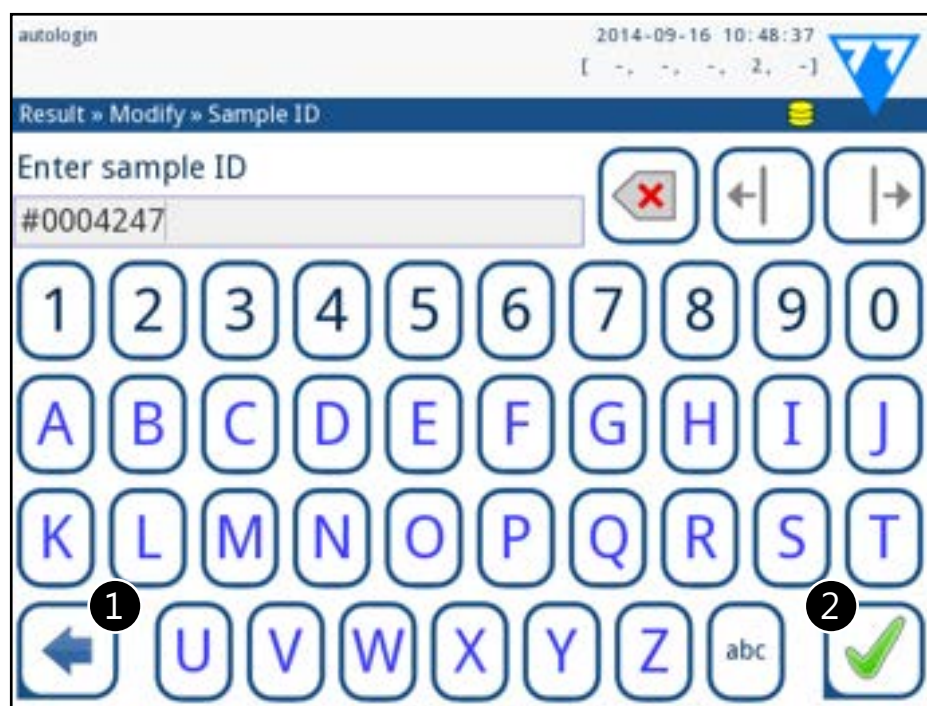 autologin
2014-09-16 10:48:37
[ -, -, -, 2, -]
Result » Modify » Sample ID
Enter sample ID
#0004247
1 2 3 4 5 6 7 8 9 0
A B C D E F G H I J
K L M N O P Q R S T
1 2
U V W X Y Z abc